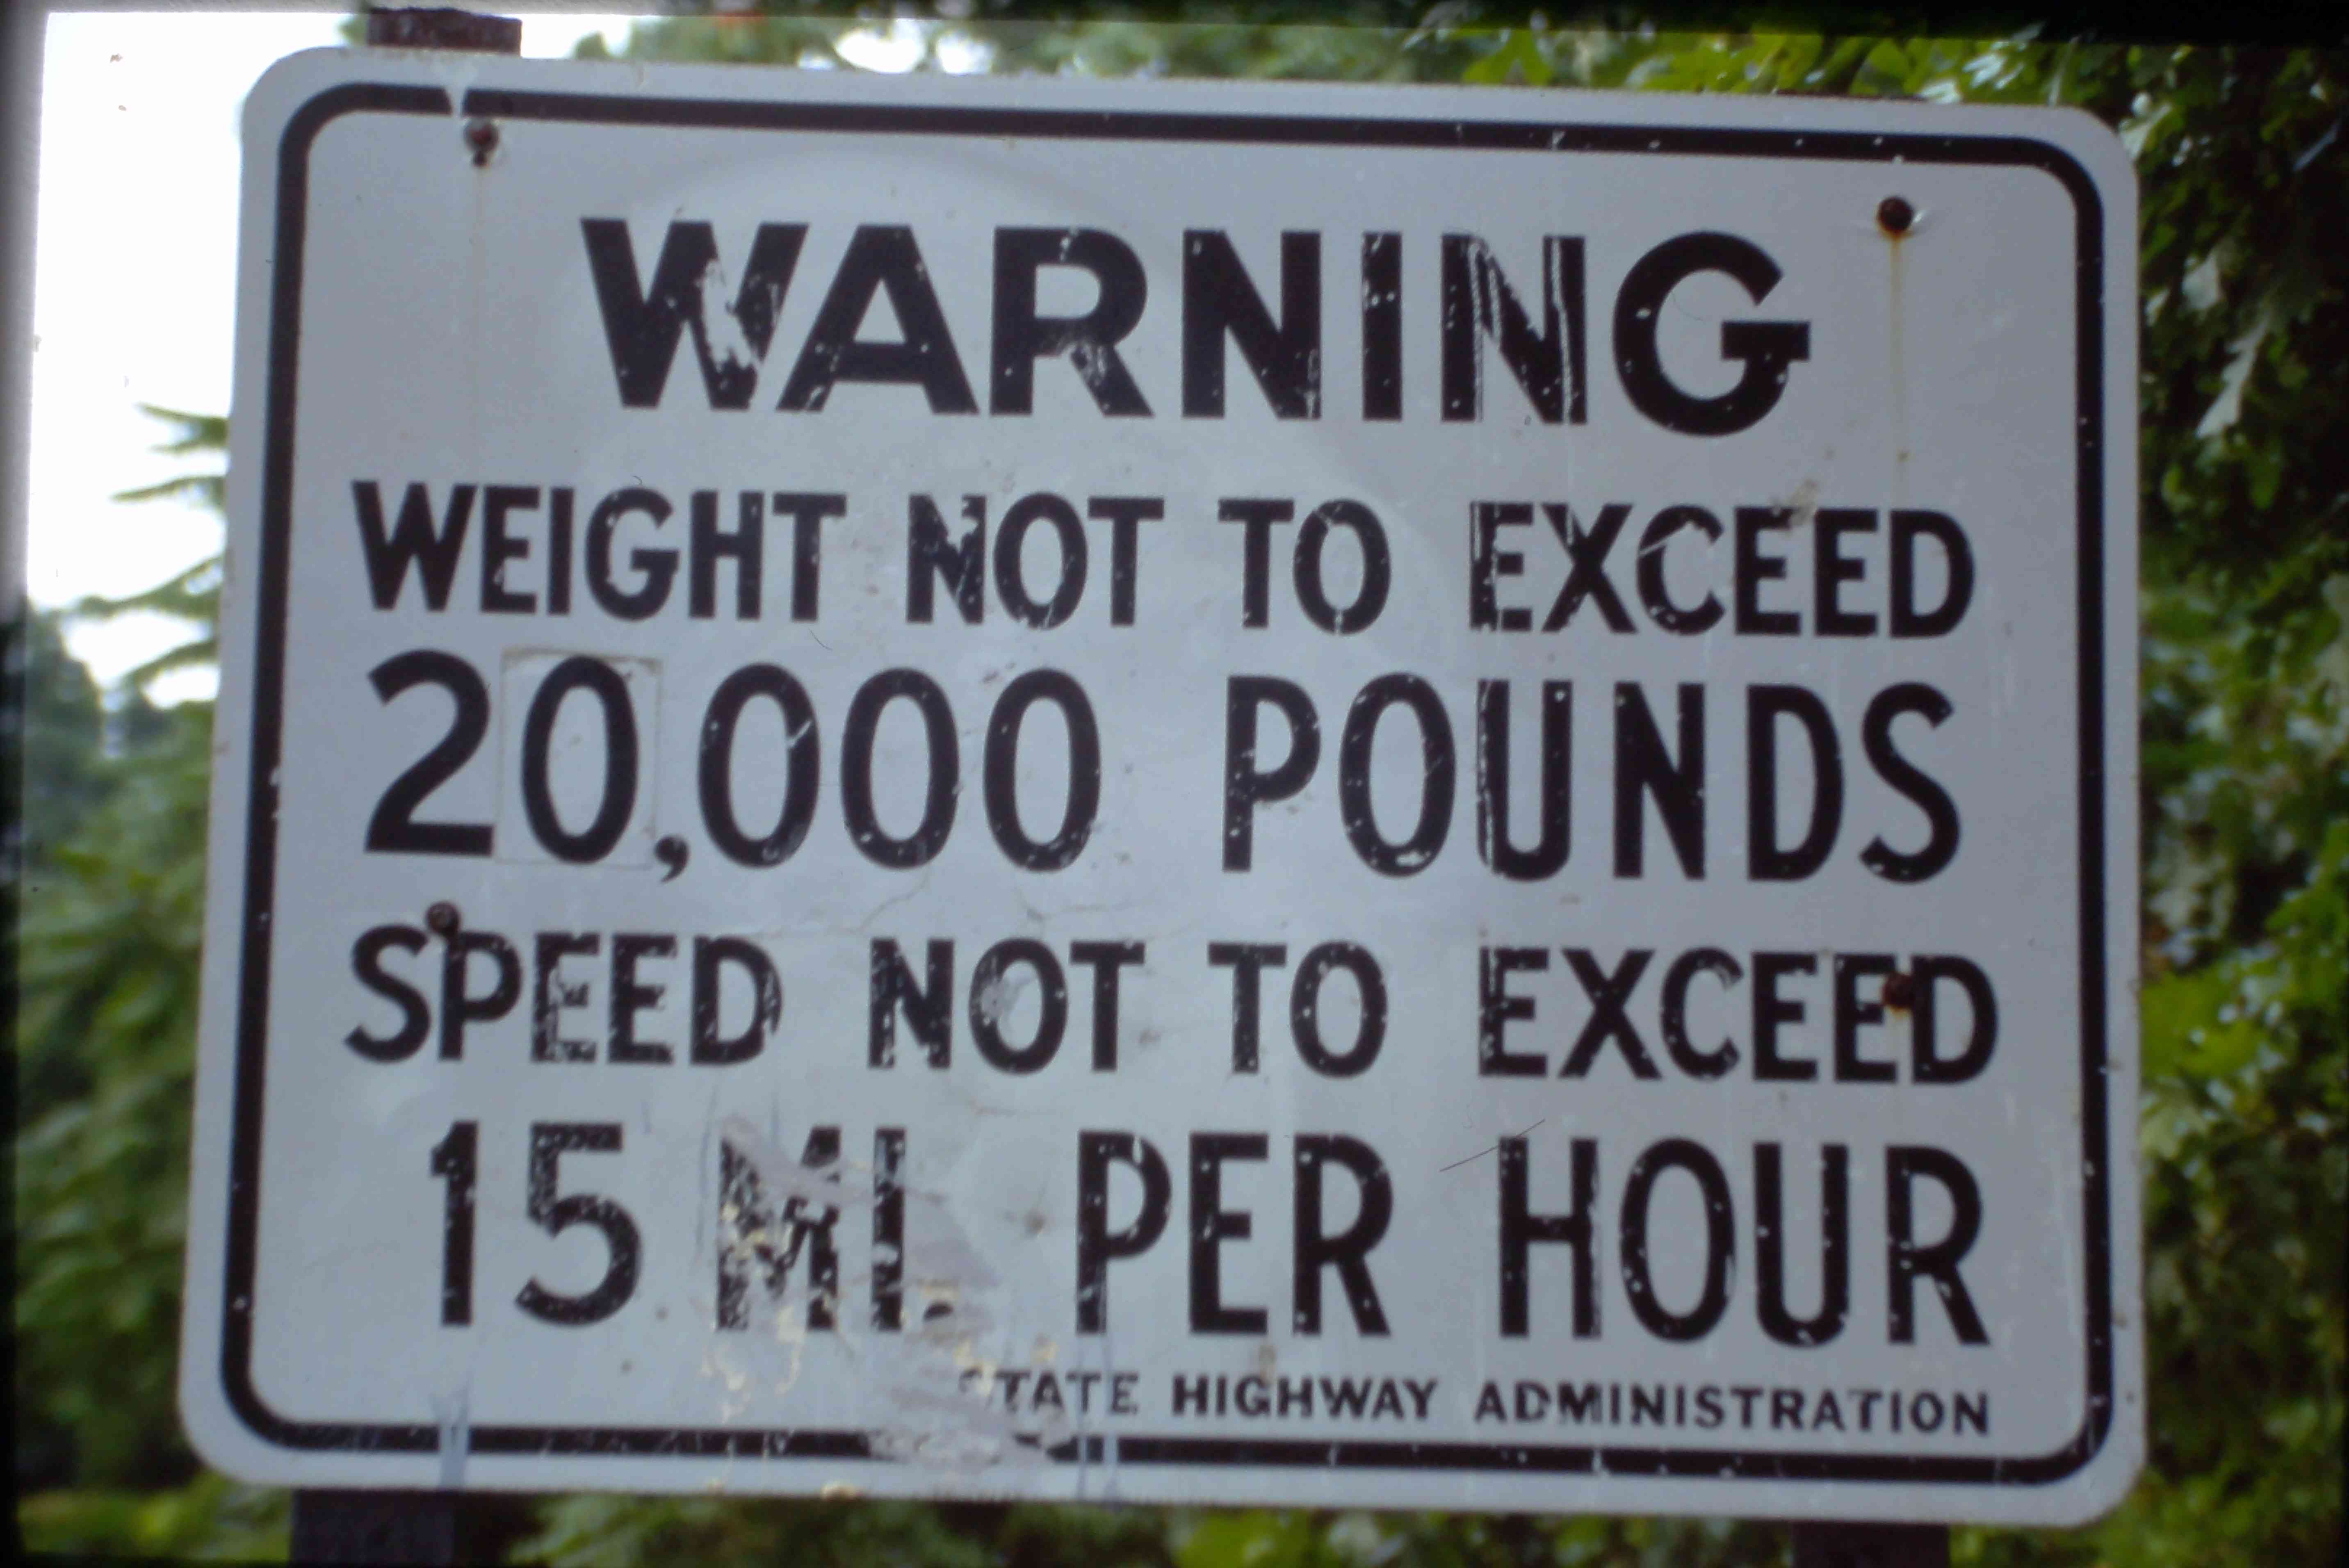 WARNING
WEIGHT NOT TO EXCEED
20,000 POUNDS
SPEED NOT TO EXCEED
15 MI. PER HOUR
STATE HIGHWAY ADMINISTRATION